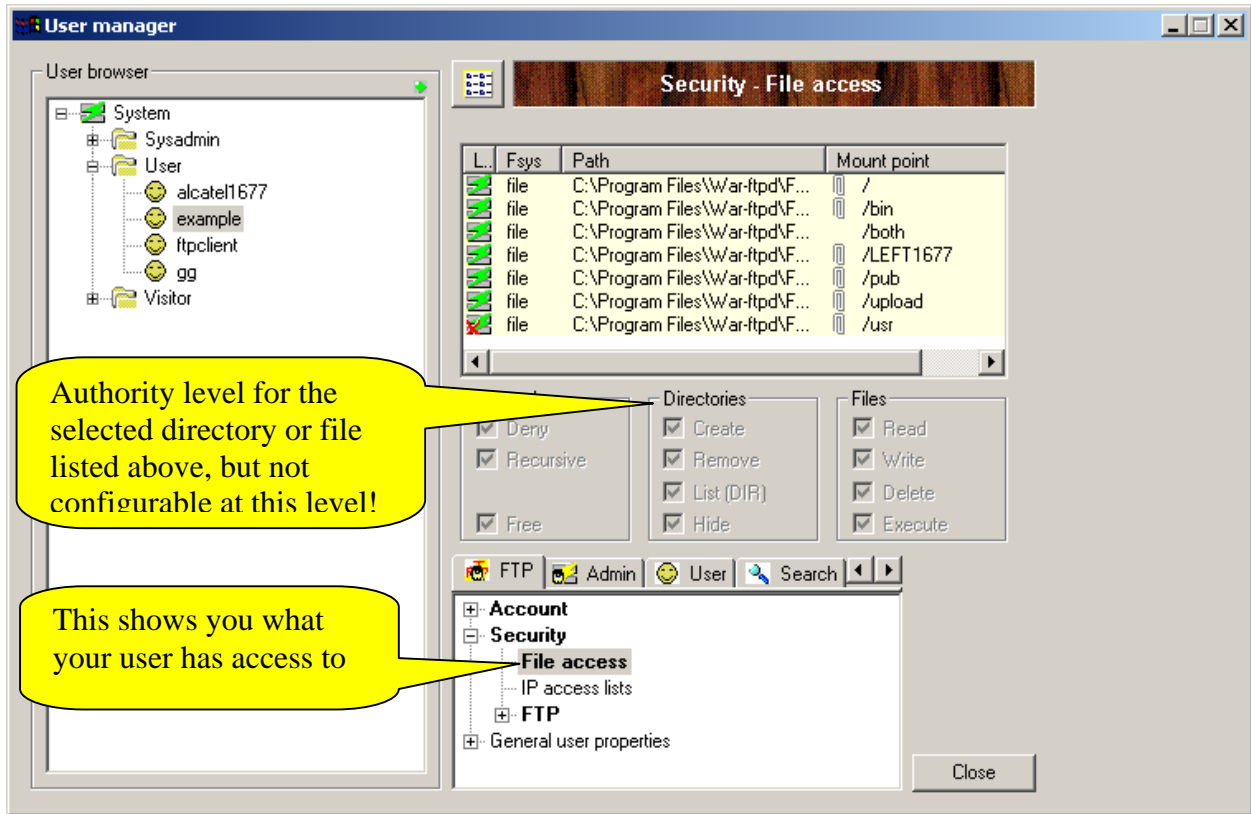 User manager
User browser
System
Sysadmin
User
alcatel1677
example
ftpclient
gg
Visitor
Security - File access
L.. Fsys Path Mount point
file C:\Program Files\War-ftpd\F... /
file C:\Program Files\War-ftpd\F... /bin
file C:\Program Files\War-ftpd\F... /both
file C:\Program Files\War-ftpd\F... /LEFT1677
file C:\Program Files\War-ftpd\F... /pub
file C:\Program Files\War-ftpd\F... /upload
file C:\Program Files\War-ftpd\F... /usr
Authority level for the
selected directory or file
listed above, but not
configurable at this level!
Deny
Recursive
Free
Directories
Create
Remove
List (DIR)
Hide
Files
Read
Write
Delete
Execute
FTP Admin User Search
This shows you what
your user has access to
Account
Security
File access
IP access lists
FTP
General user properties
Close